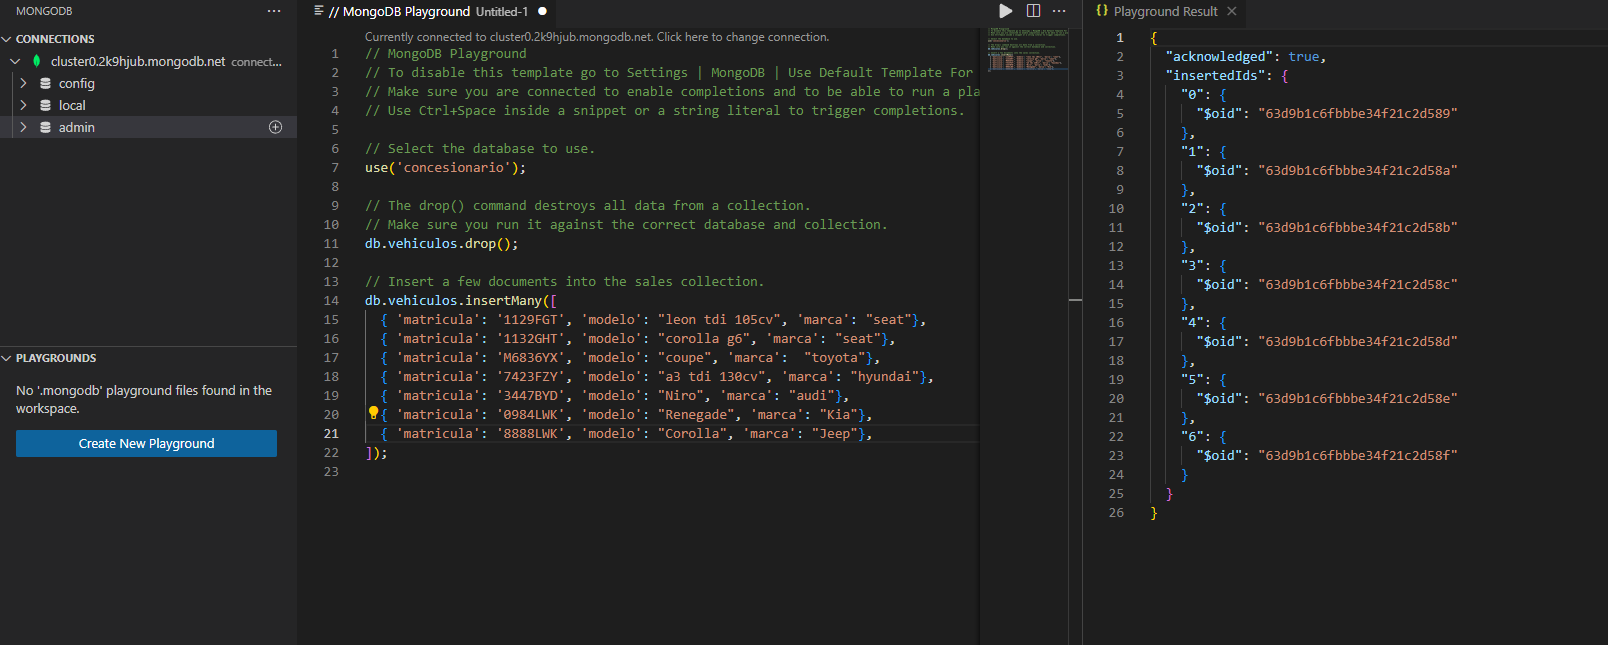 MONGODB
CONNECTIONS
cluster0.2k9hjub.mongodb.net connect...
config
local
admin
PLAYGROUNDS
No '.mongodb' playground files found in the
workspace.
Create New Playground
// MongoDB Playground Untitled-1
Currently connected to cluster0.2k9hjub.mongodb.net. Click here to change connection.
1 // MongoDB Playground
2 // To disable this template go to Settings | MongoDB | Use Default Template For
3 // Make sure you are connected to enable completions and to be able to run a pla
4 // Use Ctrl+Space inside a snippet or a string literal to trigger completions.
5
6 // Select the database to use.
7 use('concesionario');
8
9 // The drop() command destroys all data from a collection.
10 // Make sure you run it against the correct database and collection.
11 db.vehiculos.drop();
12
13 // Insert a few documents into the sales collection.
14 db.vehiculos.insertMany([
15 { 'matricula': '1129FGT', 'modelo': "leon tdi 105cv", 'marca': "seat"},
16 { 'matricula': '1132GHT', 'modelo': "corolla g6", 'marca': "seat"},
17 { 'matricula': 'M6836YX', 'modelo': "coupe", 'marca':  "toyota"},
18 { 'matricula': '7423FZY', 'modelo': "a3 tdi 130cv", 'marca': "hyundai"},
19 { 'matricula': '3447BYD', 'modelo': "Niro", 'marca': "audi"},
20 { 'matricula': '0984LWK', 'modelo': "Renegade", 'marca': "Kia"},
21 { 'matricula': '8888LWK', 'modelo': "Corolla", 'marca': "Jeep"},
22 ]);
23
Playground Result
1 {
2 "acknowledged": true,
3 "insertedIds": {
4 "0": {
5 "$oid": "63d9b1c6fbbbe34f21c2d589"
6 },
7 "1": {
8 "$oid": "63d9b1c6fbbbe34f21c2d58a"
9 },
10 "2": {
11 "$oid": "63d9b1c6fbbbe34f21c2d58b"
12 },
13 "3": {
14 "$oid": "63d9b1c6fbbbe34f21c2d58c"
15 },
16 "4": {
17 "$oid": "63d9b1c6fbbbe34f21c2d58d"
18 },
19 "5": {
20 "$oid": "63d9b1c6fbbbe34f21c2d58e"
21 },
22 "6": {
23 "$oid": "63d9b1c6fbbbe34f21c2d58f"
24 }
25 }
26 }